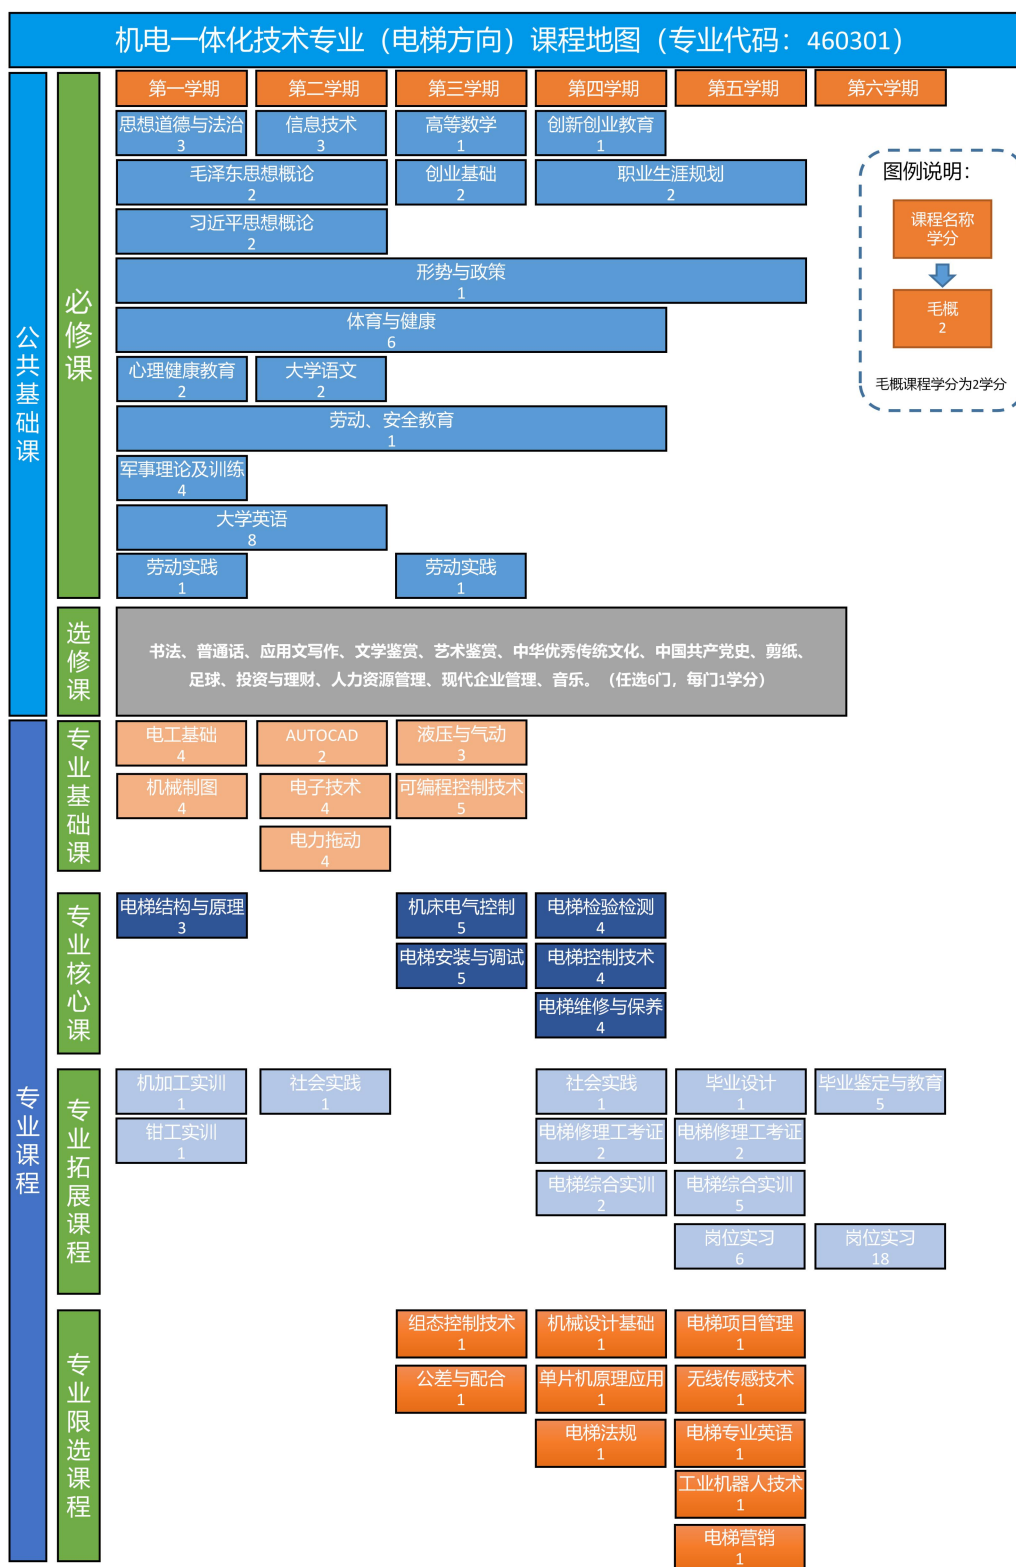 机电一体化技术专业（电梯方向）课程地图（专业代码：460301）
第一学期
第二学期
第三学期
第四学期
第五学期
第六学期
公共基础课
必修课
思想道德与法治
3
信息技术
3
高等数学
1
创新创业教育
1
毛泽东思想概论
2
创业基础
2
职业生涯规划
2
习近平思想概论
2
形势与政策
1
体育与健康
6
心理健康教育
2
大学语文
2
劳动、安全教育
1
军事理论及训练
4
大学英语
8
劳动实践
1
劳动实践
1
图例说明：
课程名称
学分
毛概
2
毛概课程学分为2学分
选修课
书法、普通话、应用文写作、文学鉴赏、艺术鉴赏、中华优秀传统文化、中国共产党史、剪纸、
足球、投资与理财、人力资源管理、现代企业管理、音乐。（任选6门，每门1学分）
专业课程
专业基础课
电工基础
4
AUTOCAD
2
液压与气动
3
机械制图
4
电子技术
4
可编程控制技术
5
电力拖动
4
专业核心课
电梯结构与原理
3
机床电气控制
5
电梯检验检测
4
电梯安装与调试
5
电梯控制技术
4
电梯维修与保养
4
专业拓展课程
机加工实训
1
社会实践
1
社会实践
1
毕业设计
1
毕业鉴定与教育
5
钳工实训
1
电梯修理工考证
2
电梯修理工考证
2
电梯综合实训
2
电梯综合实训
5
岗位实习
6
岗位实习
18
专业限选课程
组态控制技术
1
机械设计基础
1
电梯项目管理
1
公差与配合
1
单片机原理应用
1
无线传感技术
1
电梯法规
1
电梯专业英语
1
工业机器人技术
1
电梯营销
1